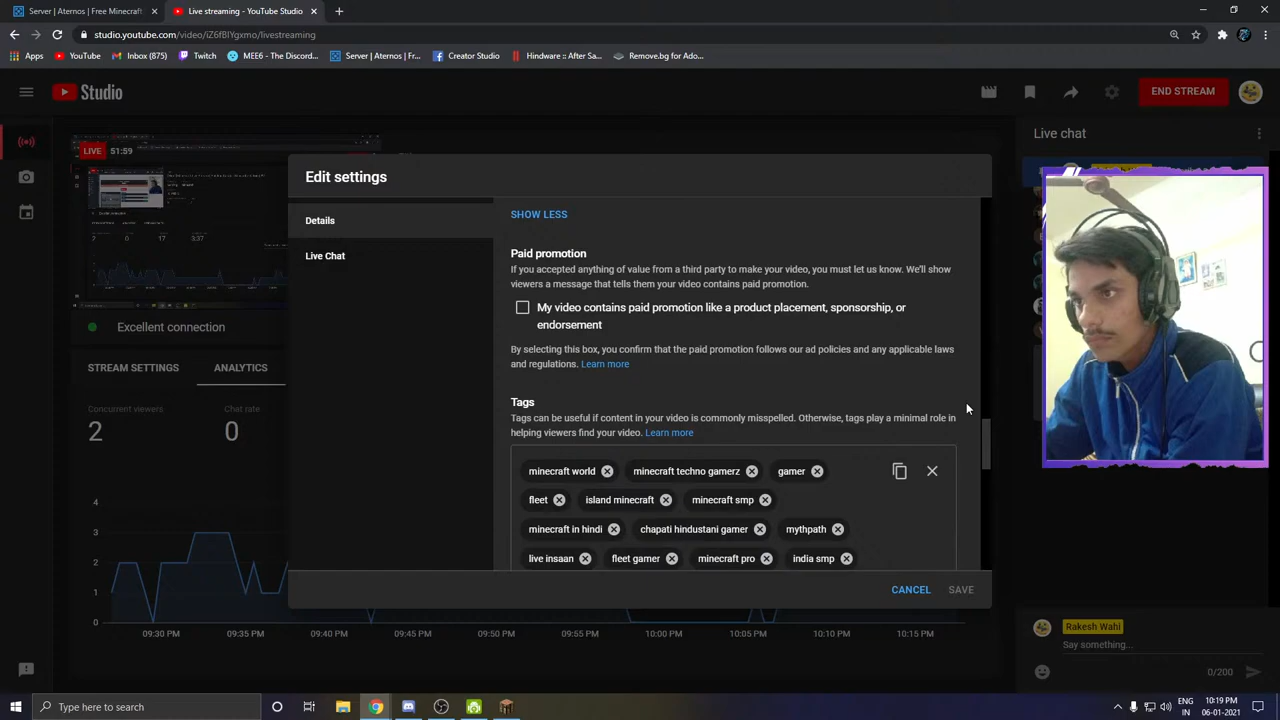 Server | Aternos | Free Minecraft
Live streaming - YouTube Studio
studio.youtube.com/video/iZ6fBlYgxmo/livestreaming
Apps
YouTube
Inbox (875)
Twitch
MEE6 - The Discord...
Server | Aternos | Fr...
Creator Studio
Hindware :: After Sa...
Remove.bg for Ado...
Studio
END STREAM
LIVE
51:59
Live chat
Edit settings
Details
Live Chat
SHOW LESS
Paid promotion
If you accepted anything of value from a third party to make your video, you must let us know. We'll show
viewers a message that tells them your video contains paid promotion.
My video contains paid promotion like a product placement, sponsorship, or
endorsement
By selecting this box, you confirm that the paid promotion follows our ad policies and any applicable laws
and regulations. Learn more
Tags
Tags can be useful if content in your video is commonly misspelled. Otherwise, tags play a minimal role in
helping viewers find your video. Learn more
minecraft world
minecraft techno gamerz
gamer
fleet
island minecraft
minecraft smp
minecraft in hindi
chapati hindustani gamer
mythpath
live insaan
fleet gamer
minecraft pro
india smp
CANCEL
SAVE
Excellent connection
STREAM SETTINGS
ANALYTICS
Concurrent viewers
2
Chat rate
0
4
3
2
1
0
09:30 PM
09:35 PM
09:40 PM
09:45 PM
09:50 PM
09:55 PM
10:00 PM
10:05 PM
10:10 PM
10:15 PM
Rakesh Wahi
Say something...
0/200
Type here to search
ENG
IN
10:19 PM
06-01-2021